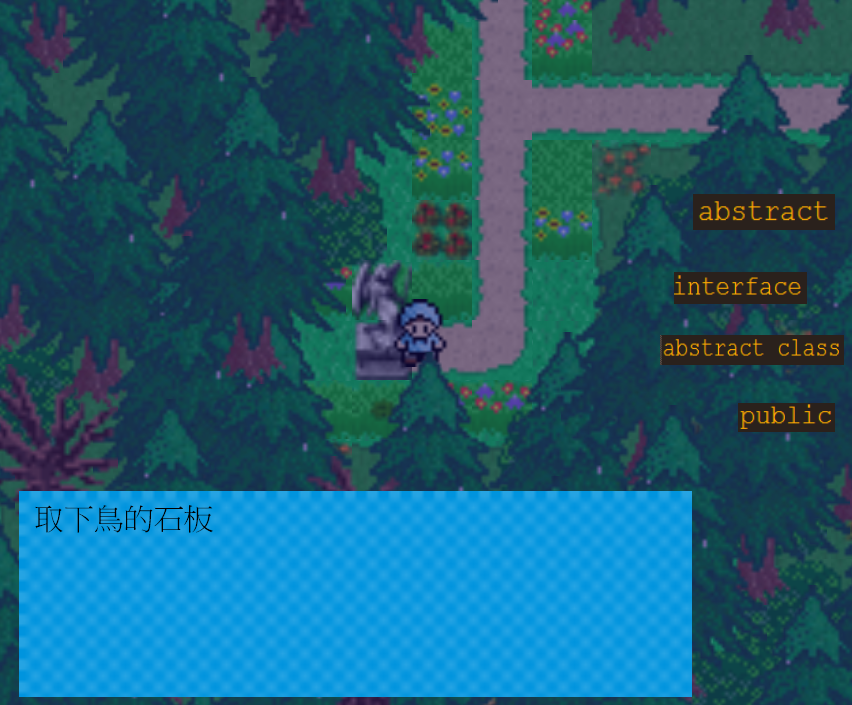 abstract
interface
abstract class
public
取下鳥的石板